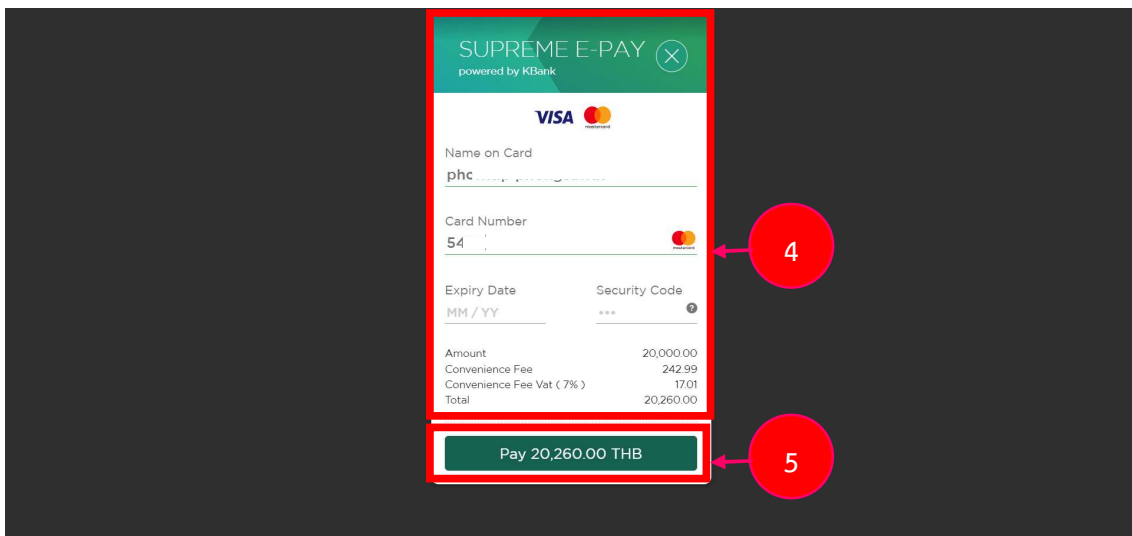 SUPREME E-PAY
powered by KBank
VISA mastercard
Name on Card
Card Number
54 mastercard
Expiry Date Security Code
MM / YY ••• ?
Amount 20,000.00
Convenience Fee 242.99
Convenience Fee Vat ( 7% ) 17.01
Total 20,260.00
Pay 20,260.00 THB
4
5